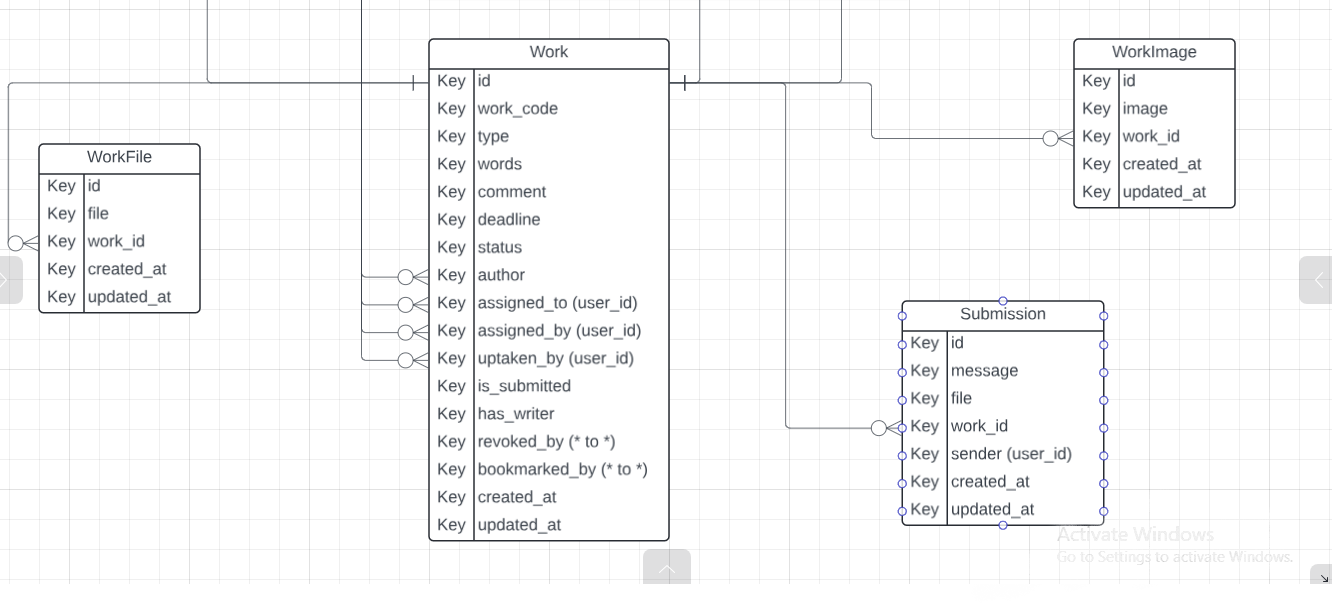 Work
Key id
Key work_code
Key type
Key words
Key comment
Key deadline
Key status
Key author
Key assigned_to (user_id)
Key assigned_by (user_id)
Key uptaken_by (user_id)
Key is_submitted
Key has_writer
Key revoked_by (* to *)
Key bookmarked_by (* to *)
Key created_at
Key updated_at
WorkImage
Key id
Key image
Key work_id
Key created_at
Key updated_at
WorkFile
Key id
Key file
Key work_id
Key created_at
Key updated_at
Submission
Key id
Key message
Key file
Key work_id
Key sender (user_id)
Key created_at
Key updated_at
Activate Windows
Go to Settings to activate Windows.